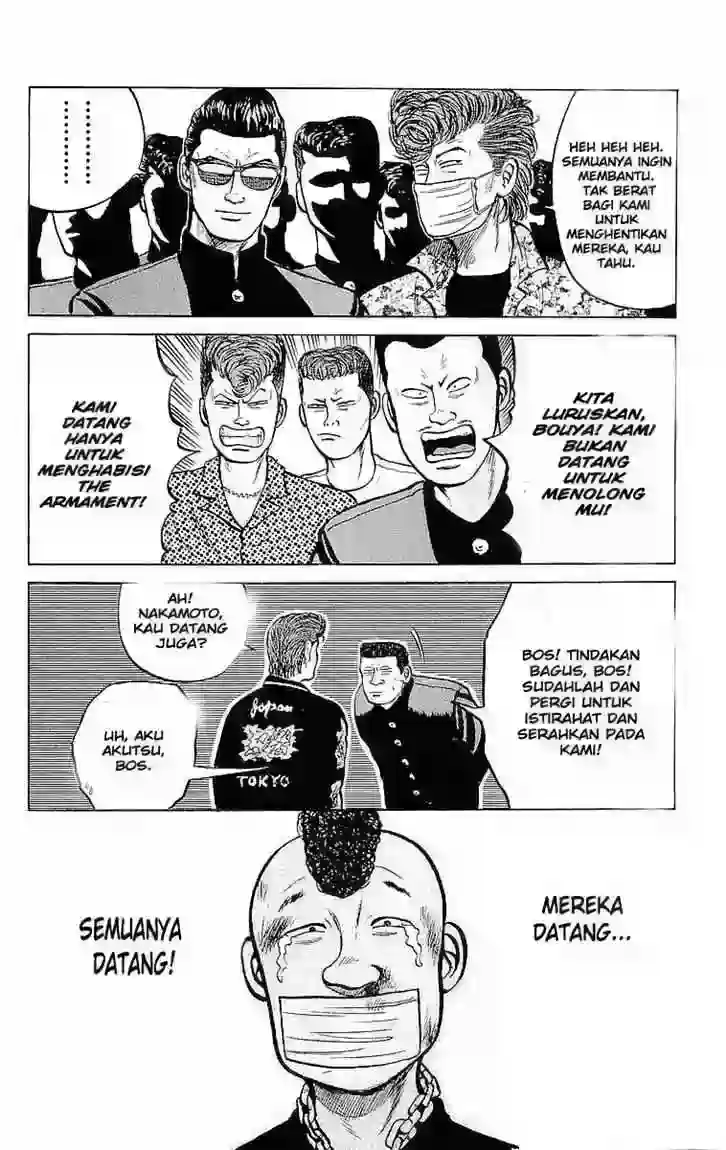 HEH HEH HEH.
SEMUANYA INGIN
MEMBANTU.
TAK BERAT
BAGI KAMI
UNTUK
MENGHENTIKAN
MEREKA, KAU
TAHU.
...........
KITA
LURUSKAN,
BOUYA! KAMI
BUKAN
DATANG
UNTUK
MENOLONG
MU!
KAMI
DATANG
HANYA
UNTUK
MENGHABISI
THE
ARMAMENT!
BOS! TINDAKAN
BAGUS, BOS!
SUDAHLAH DAN
PERGI UNTUK
ISTIRAHAT DAN
SERAHKAN PADA
KAMI!
AH!
NAKAMOTO,
KAU DATANG
JUGA?
UH, AKU
AKUTSU,
BOS.
Japan
TOKYO
MEREKA
DATANG...
SEMUANYA
DATANG!